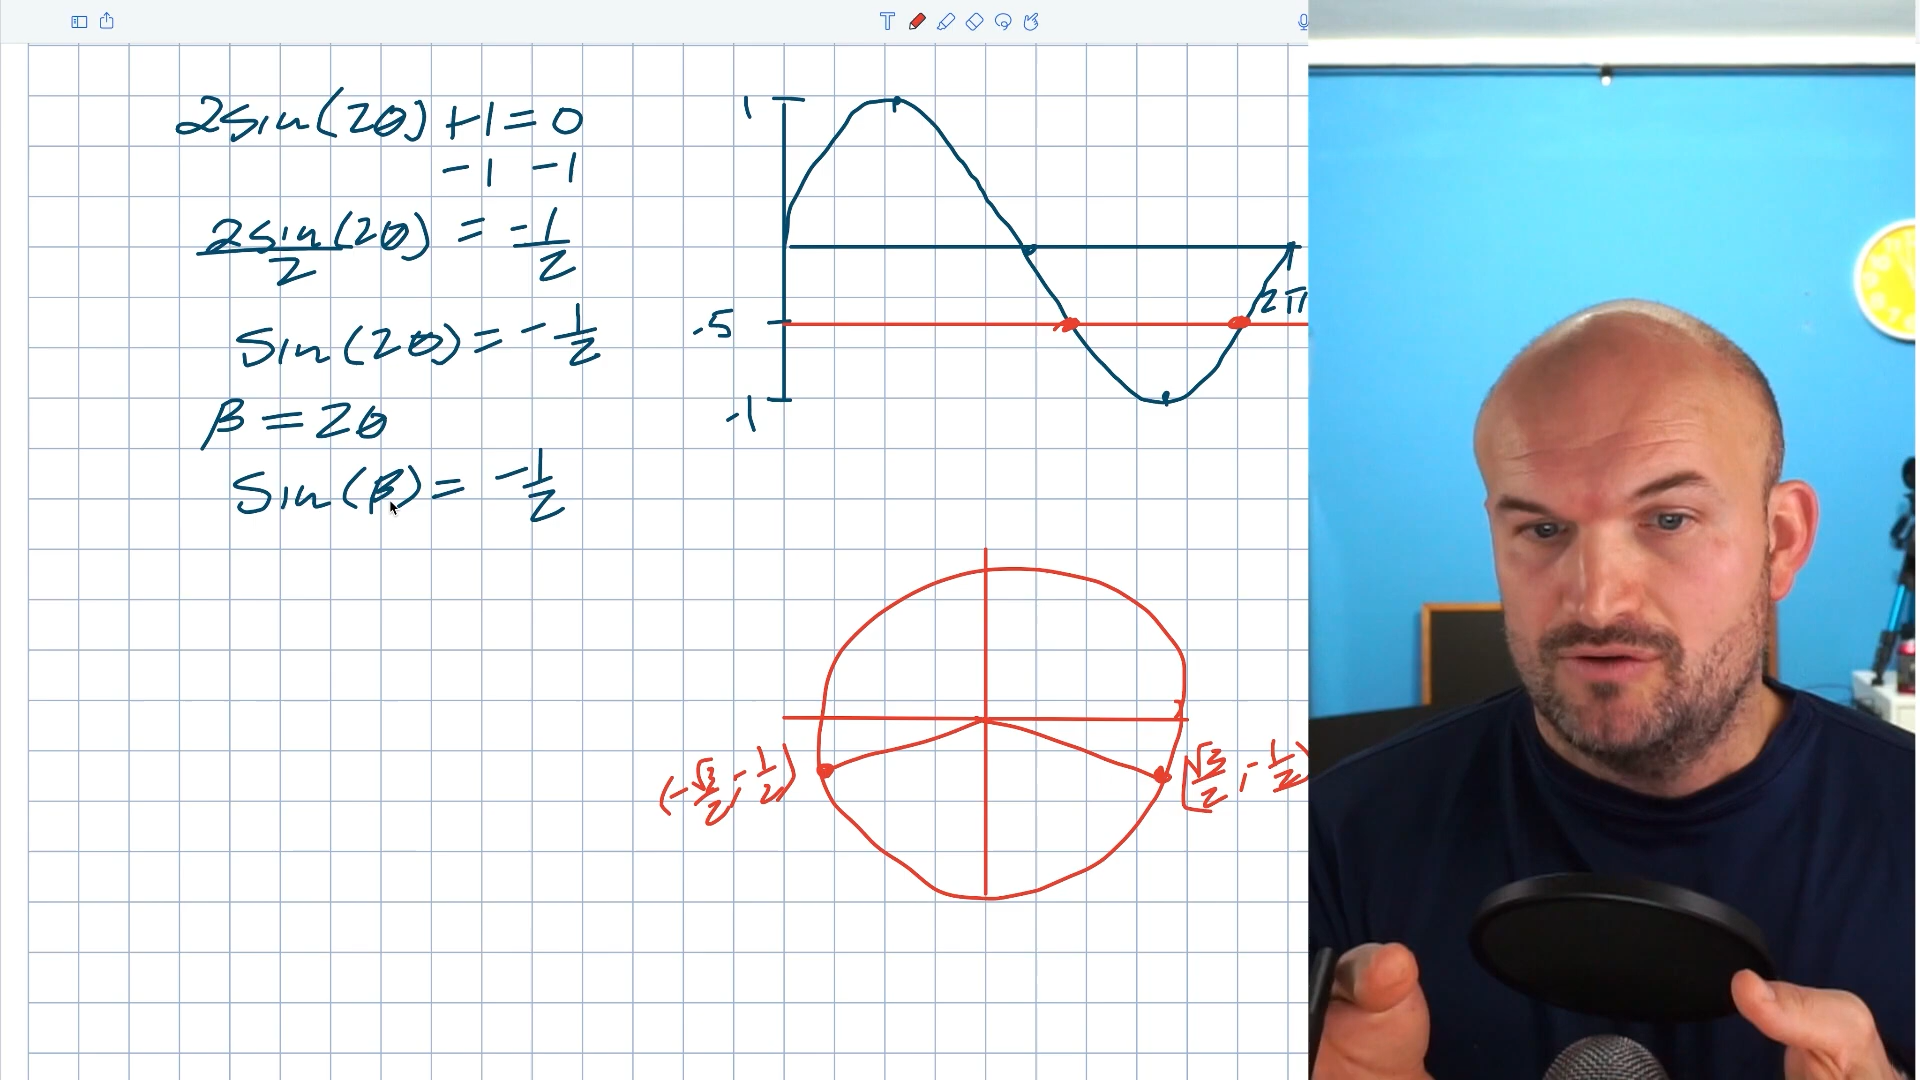 2sin(2θ)+1=0
-1 -1
2sin(2θ)/2 = -1/2
sin(2θ)=-1/2
β=2θ
sin(β)=-1/2
1
.5
-1
2π
(-√3/2, -1/2)
(√3/2, -1/2)